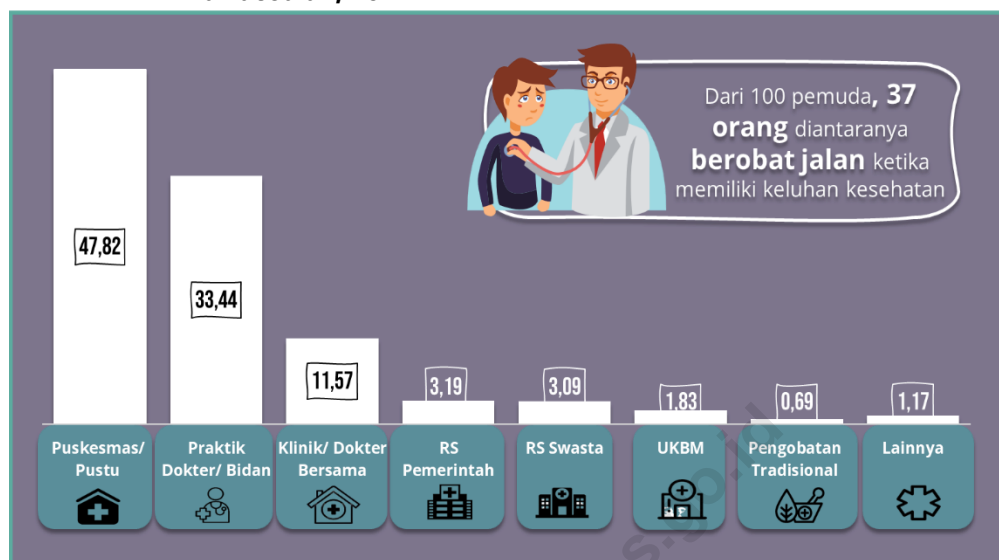 Dari 100 pemuda, 37
orang diantaranya
berobat jalan ketika
memiliki keluhan kesehatan
47,82
33,44
11,57
3,19
3,09
1,83
0,69
1,17
Puskesmas/
Pustu
Praktik
Dokter/ Bidan
Klinik/ Dokter
Bersama
RS
Pemerintah
RS Swasta
UKBM
Pengobatan
Tradisional
Lainnya
s.go.id